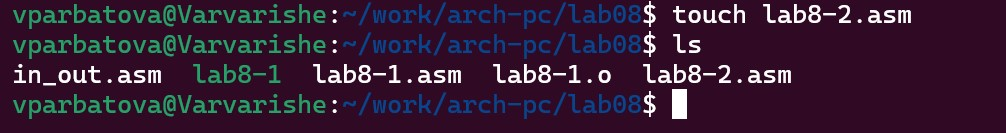 vparbatova@Varvarishe:~/work/arch-pc/lab08$ touch lab8-2.asm
vparbatova@Varvarishe:~/work/arch-pc/lab08$ ls
in_out.asm  lab8-1  lab8-1.asm  lab8-1.o  lab8-2.asm
vparbatova@Varvarishe:~/work/arch-pc/lab08$